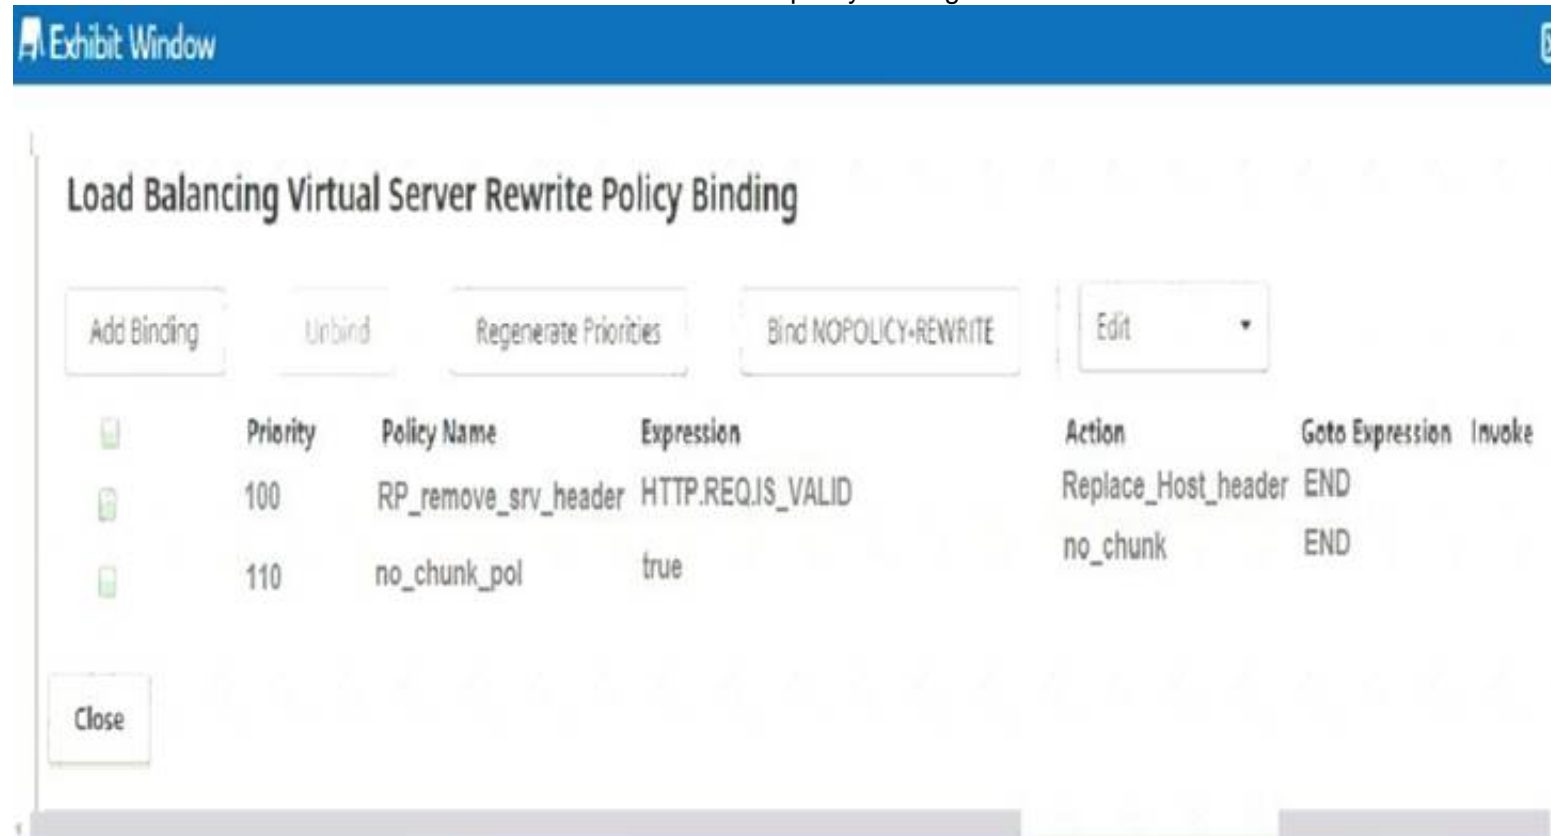 Exhibit Window
Load Balancing Virtual Server Rewrite Policy Binding
Add Binding Unbind Regenerate Priorities Bind NOPOLICY-REWRITE Edit
Priority Policy Name Expression Action Goto Expression Invoke
100 RP_remove_srv_header HTTP.REQ.IS_VALID Replace_Host_header END
110 no_chunk_pol true no_chunk END
Close